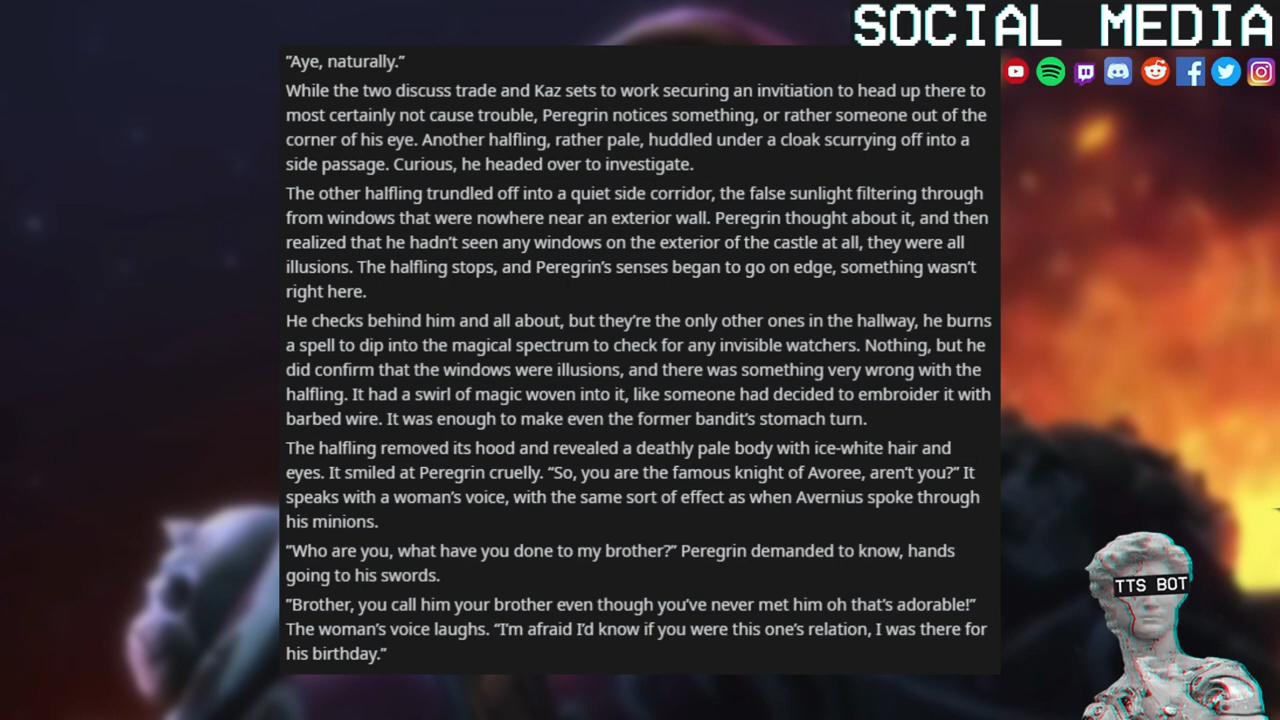 SOCIAL MEDIA
"Aye, naturally."
While the two discuss trade and Kaz sets to work securing an invitiation to head up there to
most certainly not cause trouble, Peregrin notices something, or rather someone out of the
corner of his eye. Another halfling, rather pale, huddled under a cloak scurrying off into a
side passage. Curious, he headed over to investigate.
The other halfling trundled off into a quiet side corridor, the false sunlight filtering through
from windows that were nowhere near an exterior wall. Peregrin thought about it, and then
realized that he hadn't seen any windows on the exterior of the castle at all, they were all
illusions. The halfling stops, and Peregrin's senses began to go on edge, something wasn't
right here.
He checks behind him and all about, but they're the only other ones in the hallway, he burns
a spell to dip into the magical spectrum to check for any invisible watchers. Nothing, but he
did confirm that the windows were illusions, and there was something very wrong with the
halfling. It had a swirl of magic woven into it, like someone had decided to embroider it with
barbed wire. It was enough to make even the former bandit's stomach turn.
The halfling removed its hood and revealed a deathly pale body with ice-white hair and
eyes. It smiled at Peregrin cruelly. "So, you are the famous knight of Avoree, aren't you?" It
speaks with a woman's voice, with the same sort of effect as when Avernius spoke through
his minions.
"Who are you, what have you done to my brother?" Peregrin demanded to know, hands
going to his swords.
"Brother, you call him your brother even though you've never met him oh that's adorable!"
The woman's voice laughs. "I'm afraid I'd know if you were this one's relation, I was there for
his birthday."
TTS BOT